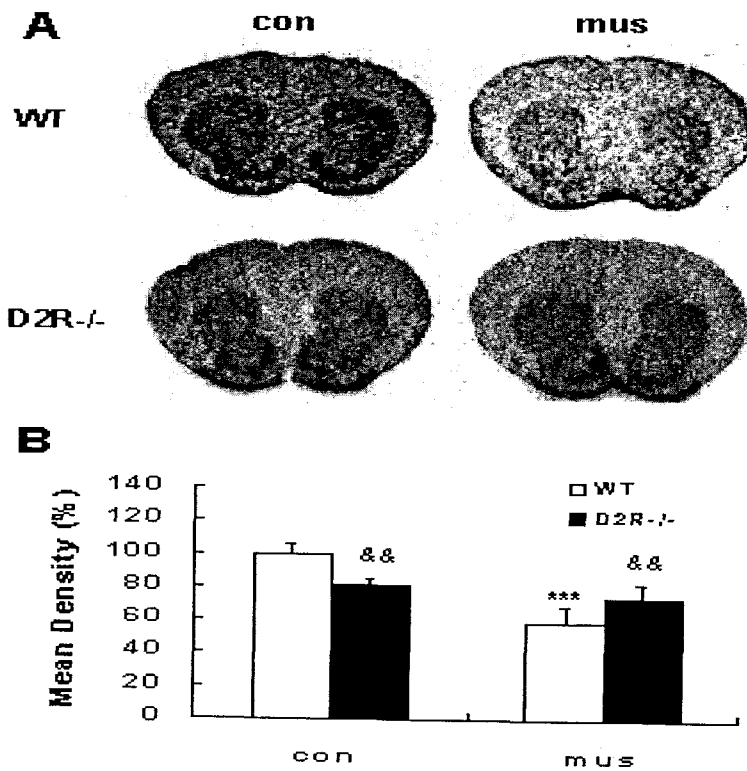 A
con mus
WT
D2R-/-
B
Mean Density (%)
140
120
100
80
60
40
20
0
WT
D2R-/-
&&
***
&&
con mus